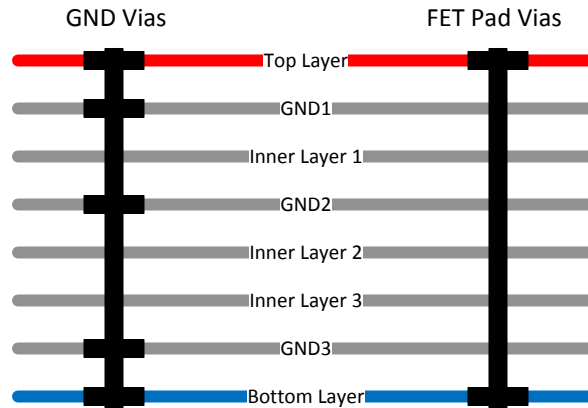 GND Vias
FET Pad Vias
Top Layer
GND1
Inner Layer 1
GND2
Inner Layer 2
Inner Layer 3
GND3
Bottom Layer